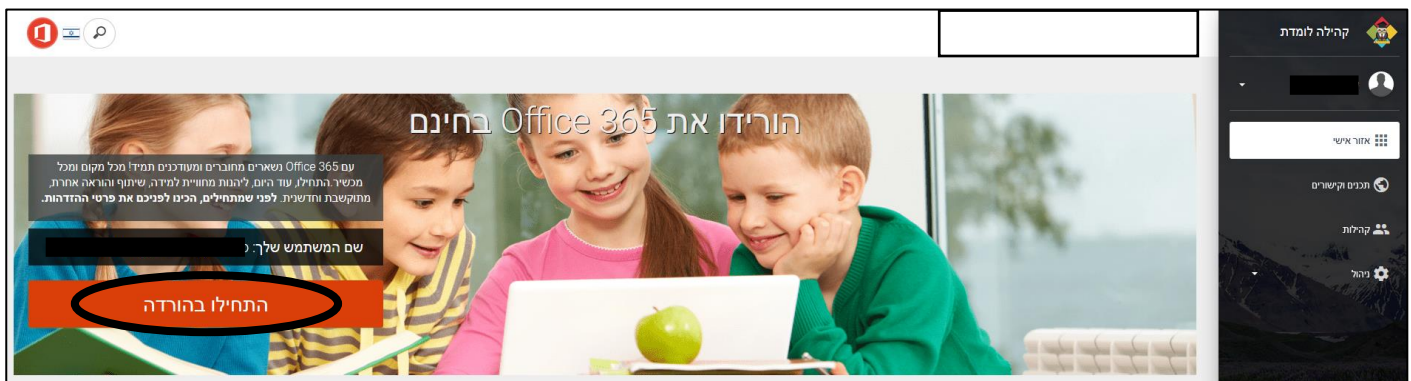 קהילה לומדת
אזור אישי
תכנים וקישורים
קהילות
ניהול
הורידו את Office 365 בחינם
עם Office 365 נשארים מחוברים ומעודכנים תמיד! מכל מקום ומכל
מכשיר.התחילו, עוד היום, ליהנות מחוויית למידה, שיתוף והוראה אחרת,
מתוקשבת וחדשנית. לפני שמתחילים, הכינו לפניכם את פרטי ההזדהות.
שם המשתמש שלך:
התחילו בהורדה